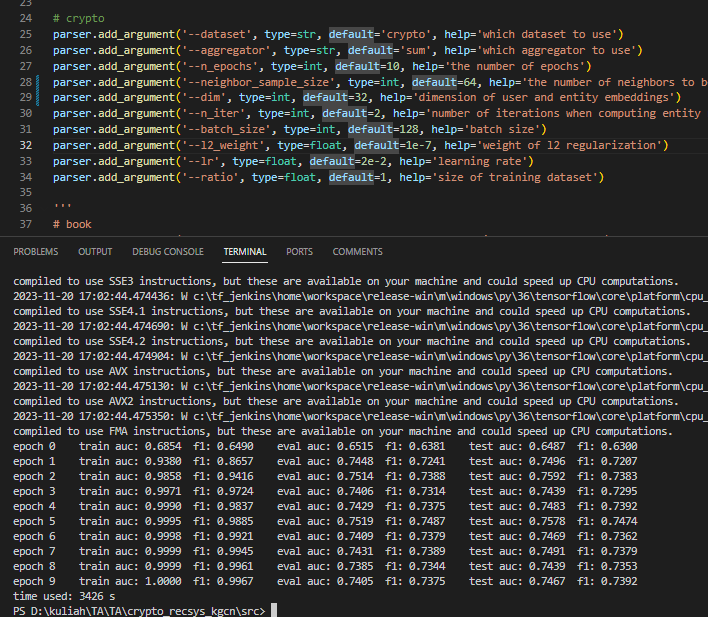 23
24 # crypto
25 parser.add_argument('--dataset', type=str, default='crypto', help='which dataset to use')
26 parser.add_argument('--aggregator', type=str, default='sum', help='which aggregator to use')
27 parser.add_argument('--n_epochs', type=int, default=10, help='the number of epochs')
28 parser.add_argument('--neighbor_sample_size', type=int, default=64, help='the number of neighbors to b
29 parser.add_argument('--dim', type=int, default=32, help='dimension of user and entity embeddings')
30 parser.add_argument('--n_iter', type=int, default=2, help='number of iterations when computing entity
31 parser.add_argument('--batch_size', type=int, default=128, help='batch size')
32 parser.add_argument('--l2_weight', type=float, default=1e-7, help='weight of l2 regularization')
33 parser.add_argument('--lr', type=float, default=2e-2, help='learning rate')
34 parser.add_argument('--ratio', type=float, default=1, help='size of training dataset')
35
36 '''
37 # book
PROBLEMS OUTPUT DEBUG CONSOLE TERMINAL PORTS COMMENTS
compiled to use SSE3 instructions, but these are available on your machine and could speed up CPU computations.
2023-11-20 17:02:44.474436: W c:\tf_jenkins\home\workspace\release-win\m\windows\py\36\tensorflow\core\platform\cpu_
compiled to use SSE4.1 instructions, but these are available on your machine and could speed up CPU computations.
2023-11-20 17:02:44.474690: W c:\tf_jenkins\home\workspace\release-win\m\windows\py\36\tensorflow\core\platform\cpu_
compiled to use SSE4.2 instructions, but these are available on your machine and could speed up CPU computations.
2023-11-20 17:02:44.474904: W c:\tf_jenkins\home\workspace\release-win\m\windows\py\36\tensorflow\core\platform\cpu_
compiled to use AVX instructions, but these are available on your machine and could speed up CPU computations.
2023-11-20 17:02:44.475130: W c:\tf_jenkins\home\workspace\release-win\m\windows\py\36\tensorflow\core\platform\cpu_
compiled to use AVX2 instructions, but these are available on your machine and could speed up CPU computations.
2023-11-20 17:02:44.475350: W c:\tf_jenkins\home\workspace\release-win\m\windows\py\36\tensorflow\core\platform\cpu_
compiled to use FMA instructions, but these are available on your machine and could speed up CPU computations.
epoch 0 train auc: 0.6854 f1: 0.6490 eval auc: 0.6515 f1: 0.6381 test auc: 0.6487 f1: 0.6300
epoch 1 train auc: 0.9380 f1: 0.8657 eval auc: 0.7448 f1: 0.7241 test auc: 0.7496 f1: 0.7207
epoch 2 train auc: 0.9858 f1: 0.9416 eval auc: 0.7514 f1: 0.7388 test auc: 0.7592 f1: 0.7383
epoch 3 train auc: 0.9971 f1: 0.9724 eval auc: 0.7406 f1: 0.7314 test auc: 0.7439 f1: 0.7295
epoch 4 train auc: 0.9990 f1: 0.9837 eval auc: 0.7429 f1: 0.7375 test auc: 0.7483 f1: 0.7392
epoch 5 train auc: 0.9995 f1: 0.9885 eval auc: 0.7519 f1: 0.7487 test auc: 0.7578 f1: 0.7474
epoch 6 train auc: 0.9998 f1: 0.9921 eval auc: 0.7409 f1: 0.7379 test auc: 0.7469 f1: 0.7362
epoch 7 train auc: 0.9999 f1: 0.9945 eval auc: 0.7431 f1: 0.7389 test auc: 0.7491 f1: 0.7379
epoch 8 train auc: 0.9999 f1: 0.9961 eval auc: 0.7385 f1: 0.7344 test auc: 0.7439 f1: 0.7353
epoch 9 train auc: 1.0000 f1: 0.9967 eval auc: 0.7405 f1: 0.7375 test auc: 0.7467 f1: 0.7392
time used: 3426 s
PS D:\kuliah\TA\TA\crypto_recsys_kgcn\src>